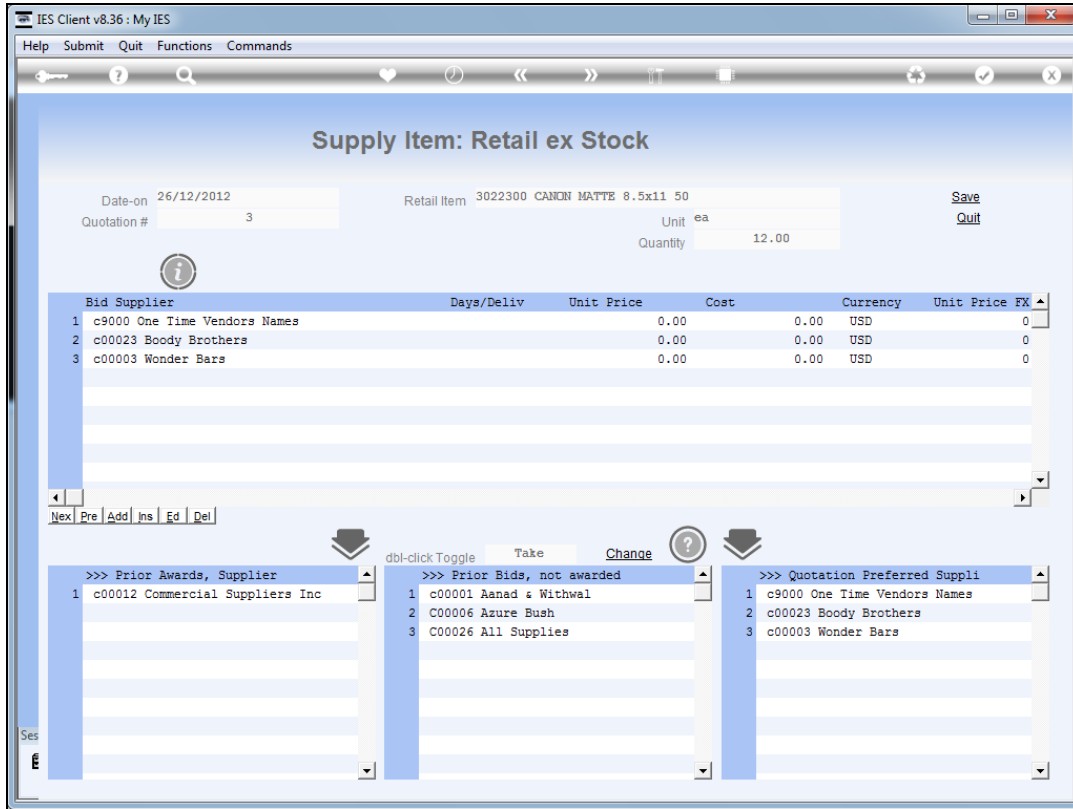 IES Client v8.36 : My IES
Help Submit Quit Functions Commands
Supply Item: Retail ex Stock
Date-on 26/12/2012 Retail Item 3022300 CANON MATTE 8.5x11 50 Save
Quotation # 3 Unit ea Quit
Quantity 12.00
Bid Supplier Days/Deliv Unit Price Cost Currency Unit Price FX
1 c9000 One Time Vendors Names 0.00 0.00 USD 0
2 c00023 Boody Brothers 0.00 0.00 USD 0
3 c00003 Wonder Bars 0.00 0.00 USD 0
Nex Pre Add Ins Ed Del
dbl-click Toggle Take Change
>>> Prior Awards, Supplier
1 c00012 Commercial Suppliers Inc
>>> Prior Bids, not awarded
1 c00001 Aanad & Withwal
2 C00006 Azure Bush
3 C00026 All Supplies
>>> Quotation Preferred Suppli
1 c9000 One Time Vendors Names
2 c00023 Boody Brothers
3 c00003 Wonder Bars
Ses